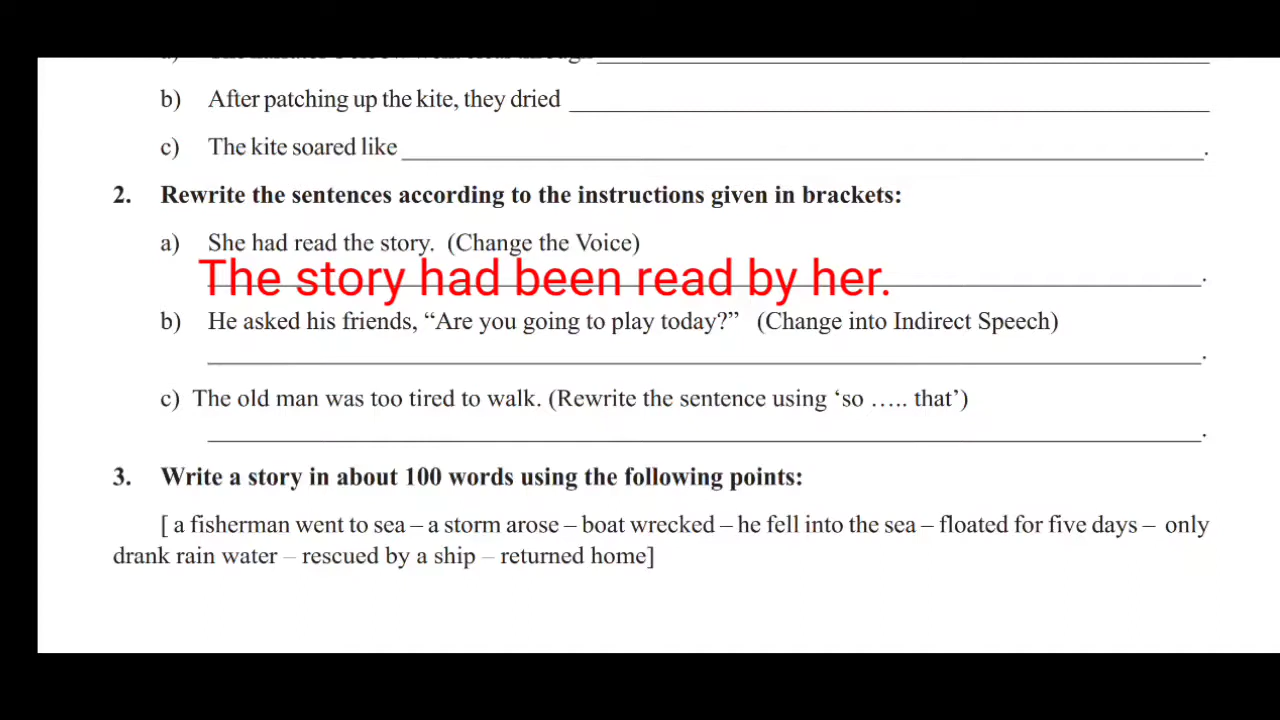 b) After patching up the kite, they dried
c) The kite soared like .
2. Rewrite the sentences according to the instructions given in brackets:
a) She had read the story. (Change the Voice)
The story had been read by her. .
b) He asked his friends, “Are you going to play today?” (Change into Indirect Speech)
.
c) The old man was too tired to walk. (Rewrite the sentence using ‘so ….. that’)
.
3. Write a story in about 100 words using the following points:
[ a fisherman went to sea – a storm arose – boat wrecked – he fell into the sea – floated for five days – only
drank rain water – rescued by a ship – returned home]